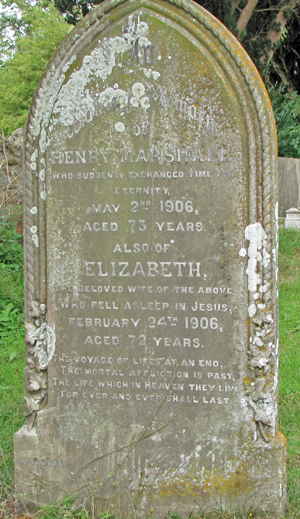 MEMORY
OF
HENRY MARSHALL
WHO SUDDENLY EXCHANGED TIME FOR
ETERNITY,
MAY 2ND 1906,
AGED 73 YEARS.
ALSO OF
ELIZABETH,
THE BELOVED WIFE OF THE ABOVE
WHO FELL ASLEEP IN JESUS,
FEBRUARY 24TH 1906,
AGED 72 YEARS.
THE VOYAGE OF LIFE'S AT AN END,
THE MORTAL AFFLICTION IS PAST,
THE LIFE WHICH IN HEAVEN THEY LIVE
FOR EVER AND EVER SHALL LAST